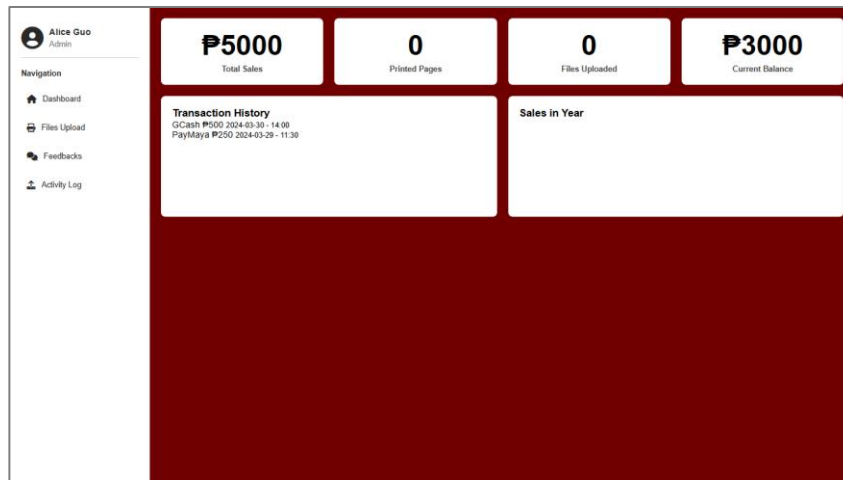 Alice Guo
Admin
Navigation
Dashboard
Files Upload
Feedbacks
Activity Log
₱5000
Total Sales
0
Printed Pages
0
Files Uploaded
₱3000
Current Balance
Transaction History
GCash ₱500 2024-03-30 - 14:00
PayMaya ₱250 2024-03-29 - 11:30
Sales in Year